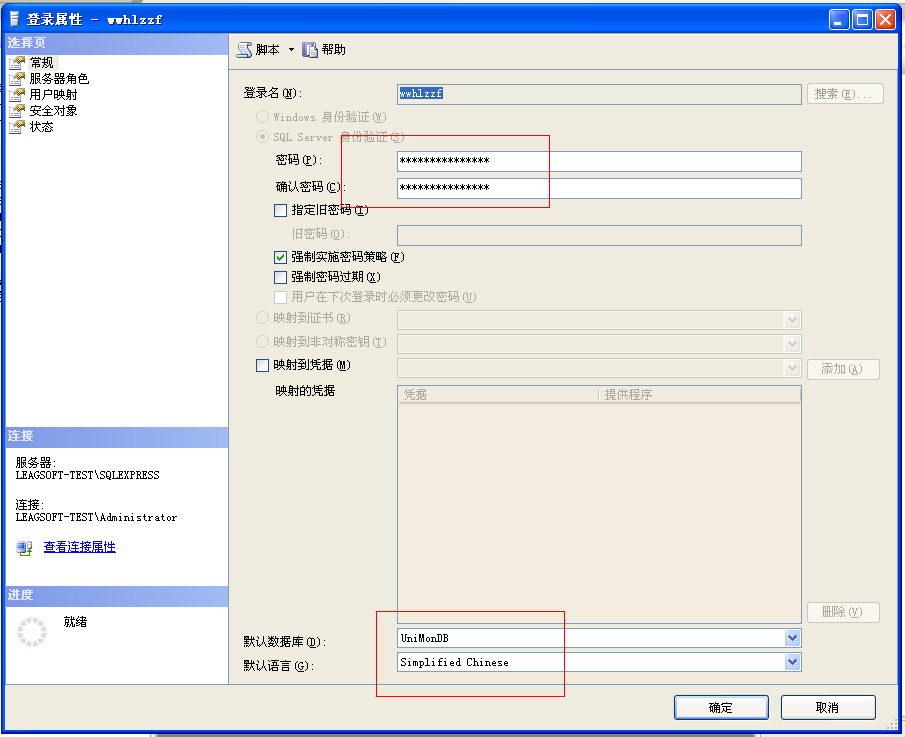 登录属性 - wwhlzzf
选择页
常规
服务器角色
用户映射
安全对象
状态
连接
服务器:
LEAGSOFT-TEST\SQLEXPRESS
连接:
LEAGSOFT-TEST\Administrator
查看连接属性
进度
就绪
脚本 帮助
登录名(N): wwhlzzf 搜索(E)...
Windows 身份验证(W)
SQL Server 身份验证(S)
密码(P): ***************
确认密码(C): ***************
指定旧密码(I)
旧密码(O):
强制实施密码策略(F)
强制密码过期(X)
用户在下次登录时必须更改密码(U)
映射到证书(R)
映射到非对称密钥(T)
映射到凭据(M) 添加(A)
映射的凭据 凭据 提供程序
删除(V)
默认数据库(D): UniMonDB
默认语言(G): Simplified Chinese
确定 取消